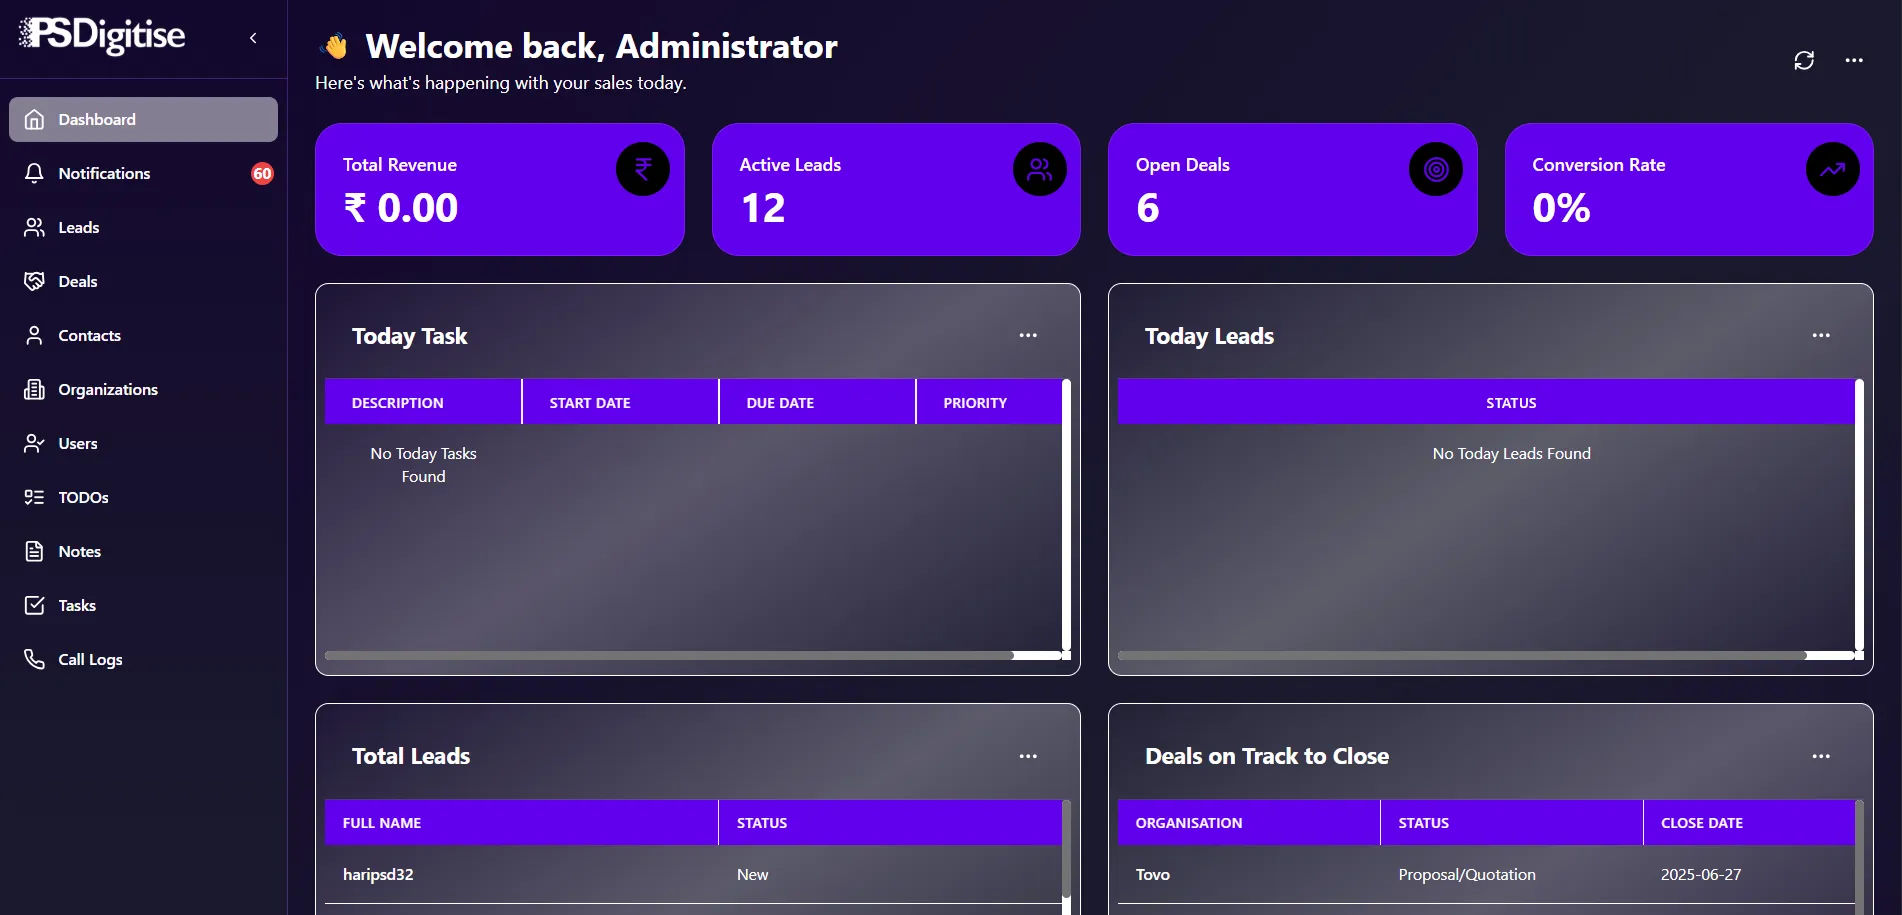 PSDigitise
Dashboard
Notifications 60
Leads
Deals
Contacts
Organizations
Users
TODOs
Notes
Tasks
Call Logs
Welcome back, Administrator
Here's what's happening with your sales today.
Total Revenue
₹ 0.00
Active Leads
12
Open Deals
6
Conversion Rate
0%
Today Task
DESCRIPTION START DATE DUE DATE PRIORITY
No Today Tasks
Found
Today Leads
STATUS
No Today Leads Found
Total Leads
FULL NAME STATUS
haripsd32 New
Deals on Track to Close
ORGANISATION STATUS CLOSE DATE
Tovo Proposal/Quotation 2025-06-27